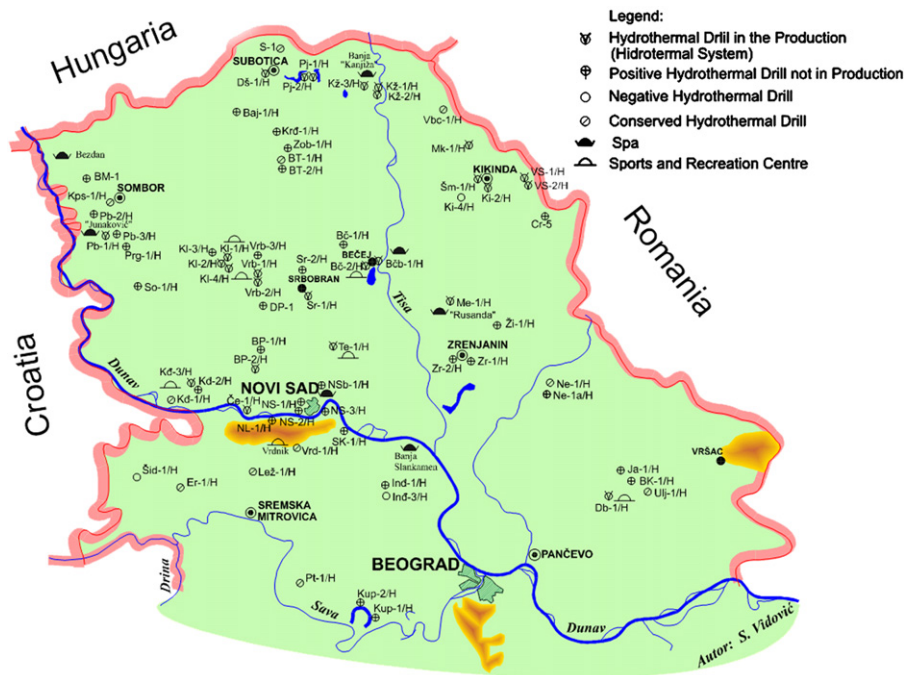 Hungaria
Legend:
Hydrothermal Drlil in the Production
(Hidrotermal System)
Positive Hydrothermal Drill not in Production
Negative Hydrothermal Drill
Conserved Hydrothermal Drill
Spa
Sports and Recreation Centre
S-1
SUBOTICA
Dš-1/H
Pj-1/H
Pj-2/H
Banja
"Kanjiža"
Kž-3/H
Kž-1/H
Kž-2/H
Baj-1/H
Vbc-1/H
Krđ-1/H
Zob-1/H
BT-1/H
BT-2/H
Mk-1/H
Bezdan
BM-1
SOMBOR
Kps-1/H
KIKINDA
VS-1/H
VS-2/H
Šm-1/H
Ki-2/H
Ki-4/H
Cr-5
Pb-2/H
"Junaković"
Pb-3/H
Pb-1/H
Prg-1/H
Kl-3/H
Kl-1/H
Vrb-3/H
Kl-2/H
Vrb-1/H
Kl-4/H
Vrb-2/H
Sr-2/H
SRBOBRAN
Sr-1/H
DP-1
Bč-1/H
BEČEJ
Bč-2/H
Bčb-1/H
So-1/H
Romania
Tisa
Me-1/H
"Rusanda"
Ži-1/H
Croatia
Dunav
BP-1/H
BP-2/H
Te-1/H
ZRENJANIN
Zr-2/H
Zr-1/H
Kđ-3/H
Kd-2/H
Kd-1/H
NOVI SAD
NSb-1/H
Če-1/H
NS-1/H
NS-3/H
NS-2/H
NL-1/H
SK-1/H
Ne-1/H
Ne-1a/H
Vrdnik
Vrd-1/H
Banja
Slankamen
VRŠAC
Šid-1/H
Er-1/H
Lež-1/H
Ind-1/H
Inđ-3/H
Ja-1/H
BK-1/H
Ulj-1/H
Db-1/H
SREMSKA
MITROVICA
PANČEVO
BEOGRAD
Drina
Pt-1/H
Sava
Kup-2/H
Kup-1/H
Dunav
Autor: S. Vidović